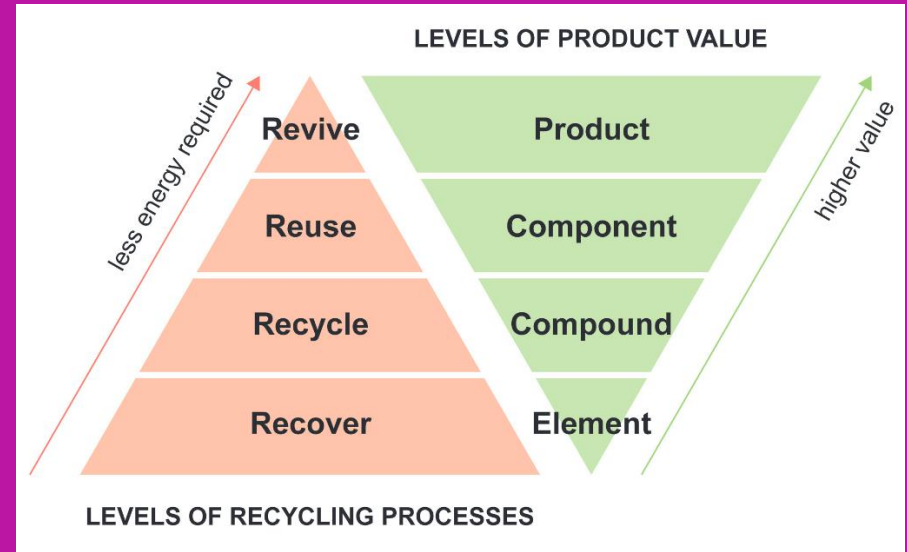 LEVELS OF PRODUCT VALUE
less energy required
Revive
Product
higher value
Reuse
Component
Recycle
Compound
Recover
Element
LEVELS OF RECYCLING PROCESSES